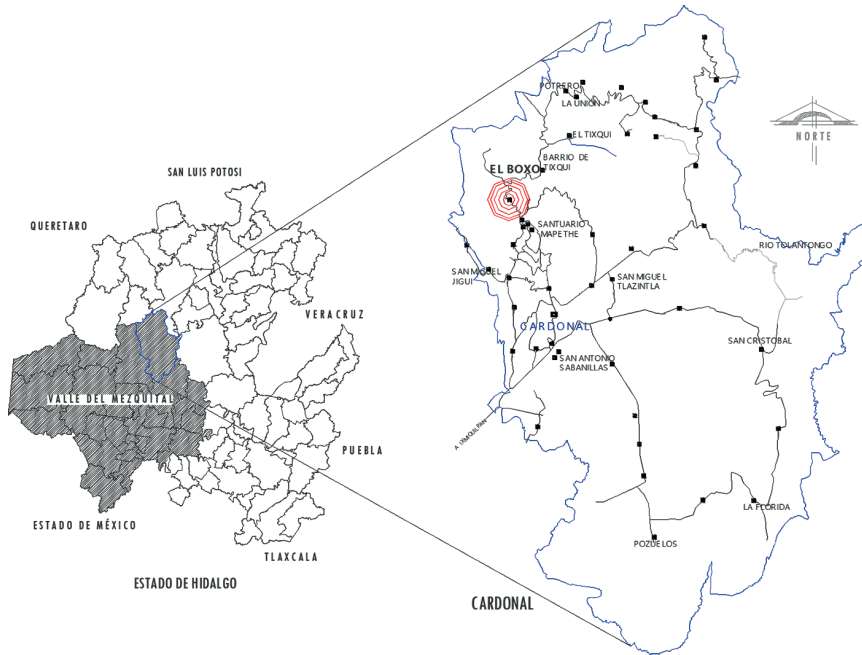 SAN LUIS POTOSI
QUERETARO
VERACRUZ
VALLE DEL MEZQUITAL
PUEBLA
ESTADO DE MÉXICO
TLAXCALA
ESTADO DE HIDALGO
NORTE
POTRERO
LA UNION
EL TIXQUI
BARRIO DE
TIXQUI
EL BOXO
SANTUARIO
MAPETHE
RIO TOLANTONGO
SAN MIGUEL
JIGUI
SAN MIGUEL
TLAZINTLA
CARDONAL
SAN CRISTOBAL
SAN ANTONIO
SABANILLAS
A IXMIQUILPAN
LA FLORIDA
POZUELOS
CARDONAL